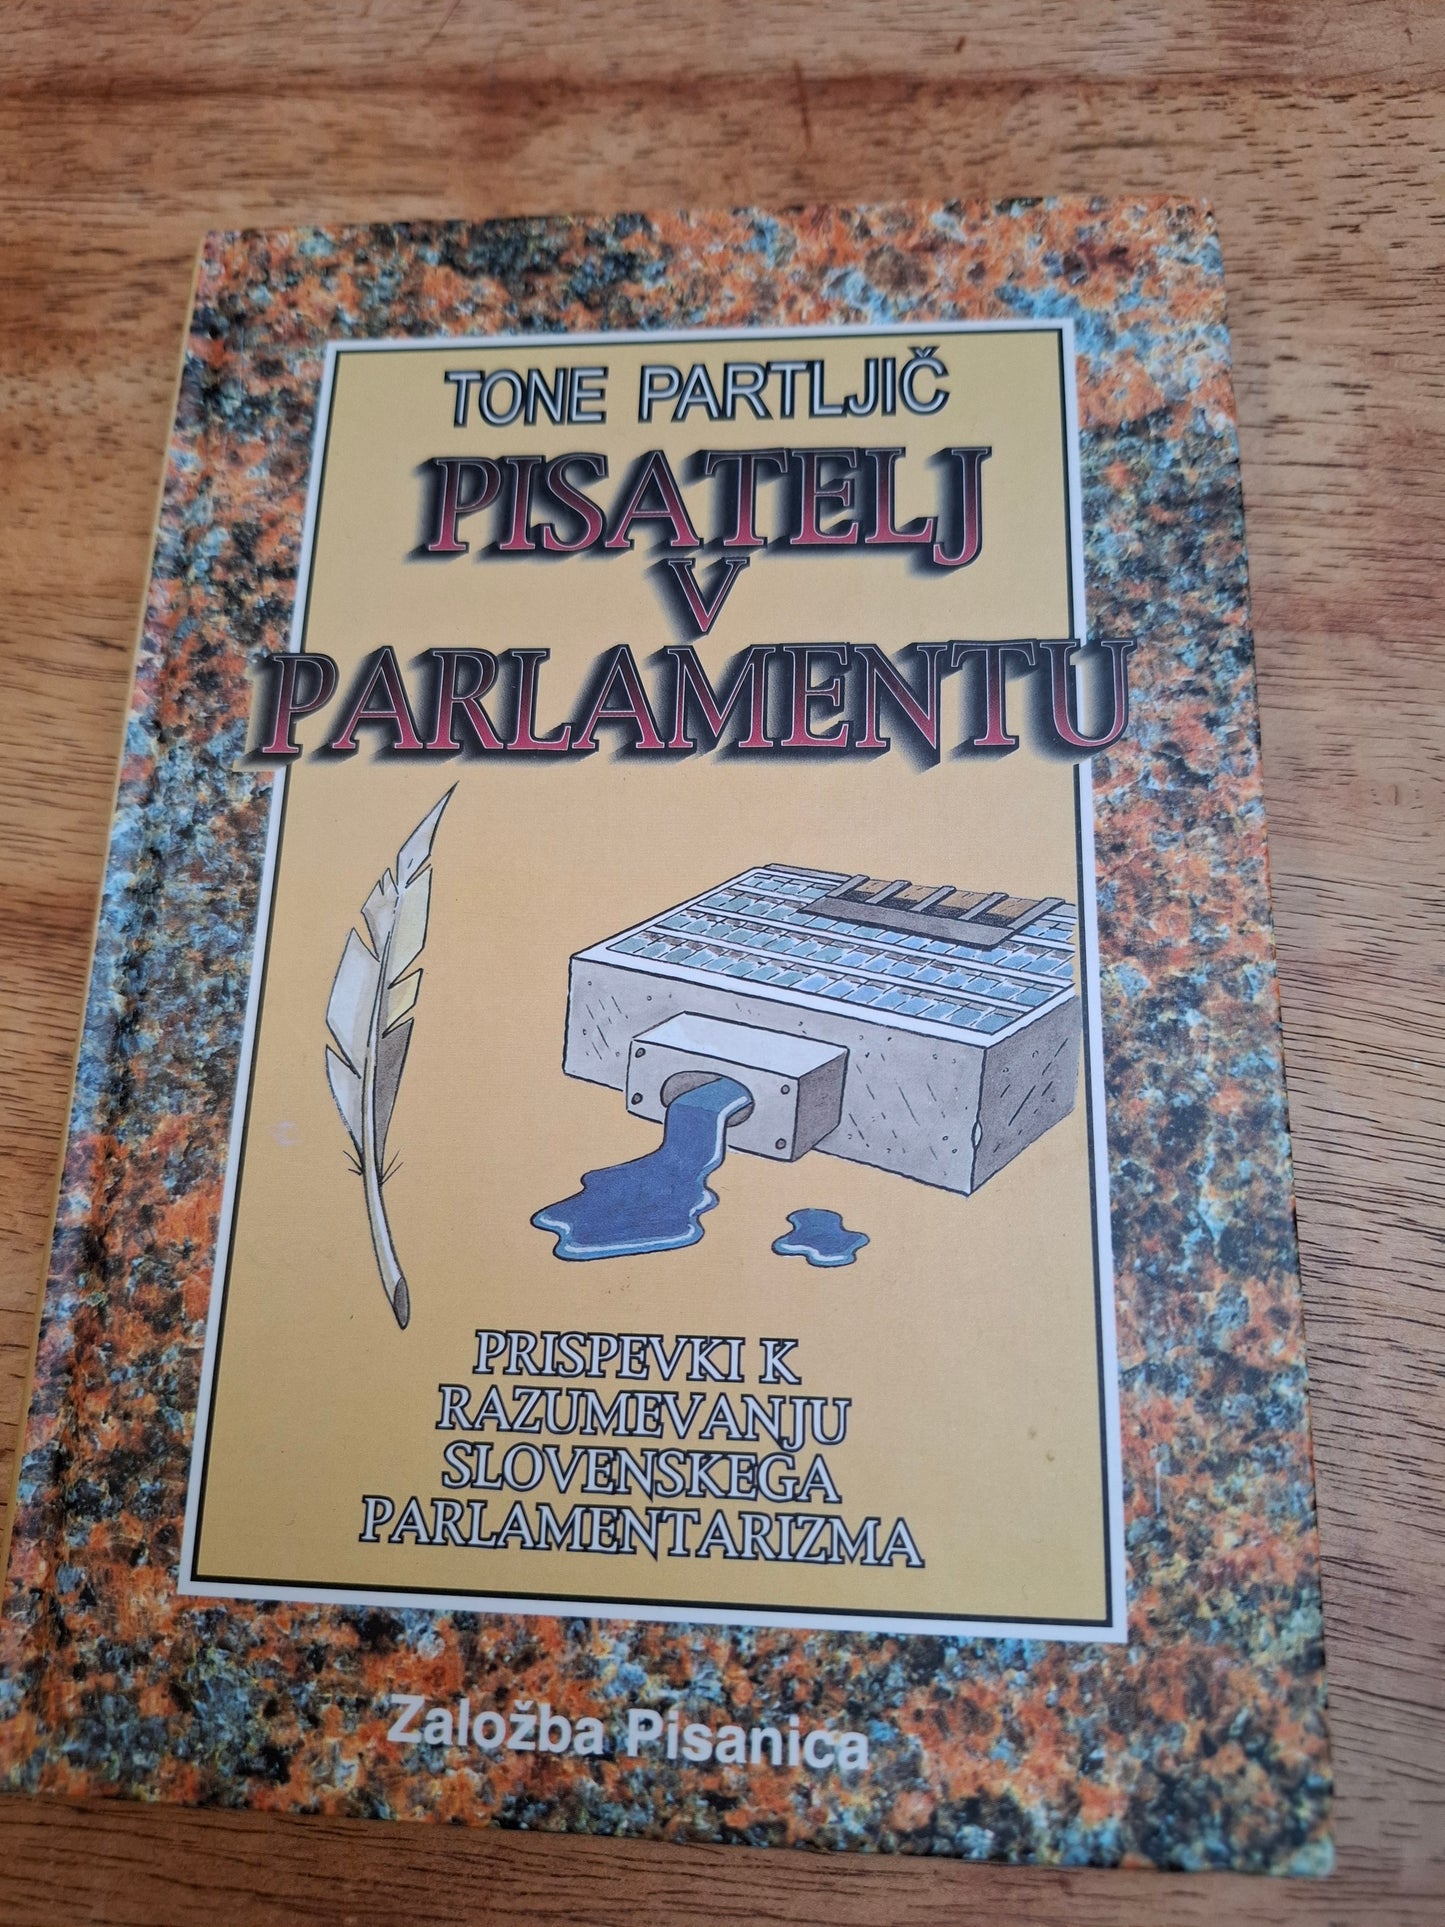 TONE PARTLJIČ
PISATELJ
V
PARLAMENTU
PRISPEVKI K
RAZUMEVANJU
SLOVENSKEGA
PARLAMENTARIZMA
Založba Pisanica